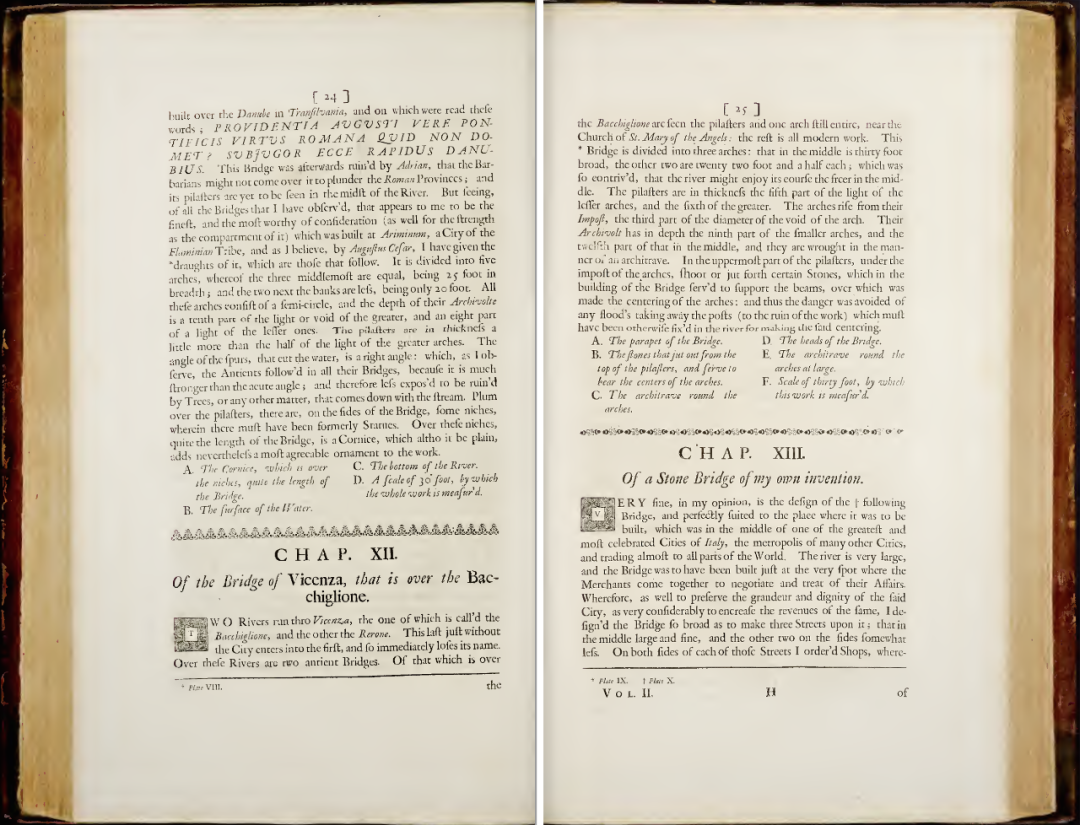 [ 24 ]
built over the Danube in Tranſilvania, and on which were read theſe
words ; PROVIDENTIA AVGVSTI VERE PON-
TIFICIS VIRTVS ROMANA QVID NON DO-
MET? SVBJVGOR ECCE RAPIDUS DANU-
BIUS. This Bridge was afterwards ruin'd by Adrian, that the Bar-
barians might not come over it to plunder the Roman Provinces ; and
its pilaſters are yet to be ſeen in the midſt of the River. But ſeeing,
of all the Bridges that I have obſerv'd, that appears to me to be the
fineſt, and the moſt worthy of conſideration (as well for the ſtrength
as the compartment of it) which was built at Ariminum, a City of the
Flaminian Tribe, and as I believe, by Auguſtus Ceſar, I have given the
*draughts of it, which are thoſe that follow. It is divided into five
arches, whereof the three middlemoſt are equal, being 25 foot in
breadth ; and the two next the banks are leſs, being only 20 foot. All
theſe arches conſiſt of a ſemi-circle, and the depth of their Archivolte
is a tenth part of the light or void of the greater, and an eight part
of a light of the leſſer ones. The pilaſters are in thickneſs a
little more than the half of the light of the greater arches. The
angle of the ſpurs, that cut the water, is a right angle : which, as I ob-
ſerve, the Ancients follow'd in all their Bridges, becauſe it is much
ſtronger than the acute angle ; and therefore leſs expos'd to be ruin'd
by Trees, or any other matter, that comes down with the ſtream. Plum
over the pilaſters, there are, on the ſides of the Bridge, ſome niches,
wherein there muſt have been formerly Statues. Over theſe niches,
quite the length of the Bridge, is a Cornice, which altho it be plain,
adds nevertheleſs a moſt agreeable ornament to the work.
A. The Cornice, which is over
the niches, quite the length of
the Bridge.
B. The ſurface of the Water.
C. The bottom of the River.
D. A ſcale of 30 foot, by which
the whole work is meaſur'd.
CHAP. XII.
Of the Bridge of Vicenza, that is over the Bac-
chiglione.
TWO Rivers run thro Vicenza, the one of which is call'd the
Bacchiglione, and the other the Rerone. This laſt juſt without
the City enters into the firſt, and ſo immediately loſes its name.
Over theſe Rivers are two antient Bridges. Of that which is over
* Plate VIII.
the
[ 25 ]
the Bacchiglione are ſeen the pilaſters and one arch ſtill entire, near the
Church of St. Mary of the Angels : the reſt is all modern work. This
* Bridge is divided into three arches : that in the middle is thirty foot
broad, the other two are twenty two foot and a half each ; which was
ſo contriv'd, that the river might enjoy its courſe the freer in the mid-
dle. The pilaſters are in thickneſs the fifth part of the light of the
leſſer arches, and the ſixth of the greater. The arches riſe from their
Impoſt, the third part of the diameter of the void of the arch. Their
Archivolt has in depth the ninth part of the ſmaller arches, and the
twelfth part of that in the middle, and they are wrought in the man-
ner of an architrave. In the uppermoſt part of the pilaſters, under the
impoſt of the arches, ſhoot or jut forth certain Stones, which in the
building of the Bridge ſerv'd to ſupport the beams, over which was
made the centering of the arches : and thus the danger was avoided of
any flood's taking away the poſts (to the ruin of the work) which muſt
have been otherwiſe fix'd in the river for making the ſaid centering.
A. The parapet of the Bridge.
B. The ſtones that jut out from the
top of the pilaſters, and ſerve to
bear the centers of the arches.
C. The architrave round the
arches.
D. The heads of the Bridge.
E. The architrave round the
arches at large.
F. Scale of thirty foot, by which
this work is meaſur'd.
CHAP. XIII.
Of a Stone Bridge of my own invention.
VERY fine, in my opinion, is the deſign of the † following
Bridge, and perfectly ſuited to the place where it was to be
built, which was in the middle of one of the greateſt and
moſt celebrated Cities of Italy, the metropolis of many other Cities,
and trading almoſt to all parts of the World. The river is very large,
and the Bridge was to have been built juſt at the very ſpot where the
Merchants come together to negotiate and treat of their Affairs.
Wherefore, as well to preſerve the grandeur and dignity of the ſaid
City, as very conſiderably to encreaſe the revenues of the ſame, I de-
ſign'd the Bridge ſo broad as to make three Streets upon it ; that in
the middle large and fine, and the other two on the ſides ſomewhat
leſs. On both ſides of each of thoſe Streets I order'd Shops, where-
* Plate IX. † Plate X.
VOL. II. H of